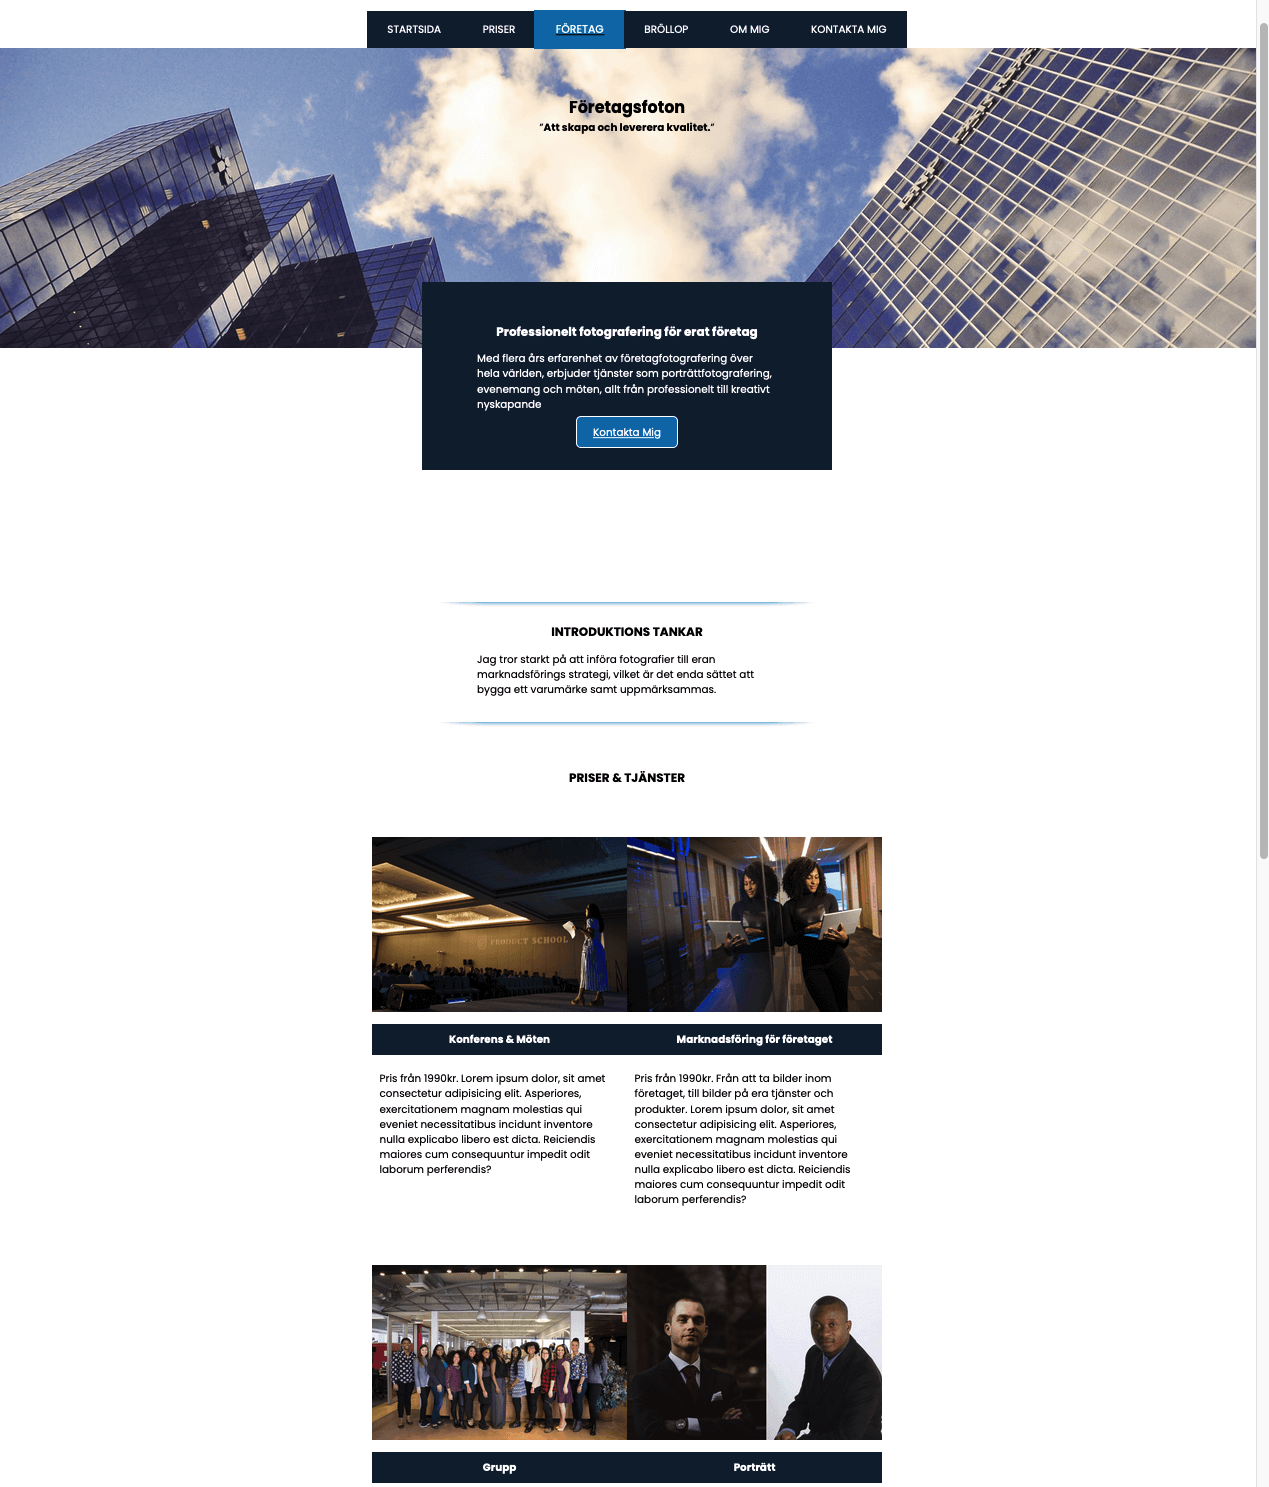 STARTSIDA PRISER FÖRETAG BRÖLLOP OM MIG KONTAKTA MIG
Företagsfoton
"Att skapa och leverera kvalitet."
Professionelt fotografering för erat företag
Med flera års erfarenhet av företagfotografering över
hela världen, erbjuder tjänster som porträttfotografering,
evenemang och möten, allt från professionelt till kreativt
nyskapande
Kontakta Mig
INTRODUKTIONS TANKAR
Jag tror starkt på att införa fotografier till eran
marknadsförings strategi, vilket är det enda sättet att
bygga ett varumärke samt uppmärksammas.
PRISER & TJÄNSTER
PRODUCT SCHOOL
Konferens & Möten
Pris från 1990kr. Lorem ipsum dolor, sit amet
consectetur adipisicing elit. Asperiores,
exercitationem magnam molestias qui
eveniet necessitatibus incidunt inventore
nulla explicabo libero est dicta. Reiciendis
maiores cum consequuntur impedit odit
laborum perferendis?
Marknadsföring för företaget
Pris från 1990kr. Från att ta bilder inom
företaget, till bilder på era tjänster och
produkter. Lorem ipsum dolor, sit amet
consectetur adipisicing elit. Asperiores,
exercitationem magnam molestias qui
eveniet necessitatibus incidunt inventore
nulla explicabo libero est dicta. Reiciendis
maiores cum consequuntur impedit odit
laborum perferendis?
Grupp
Porträtt